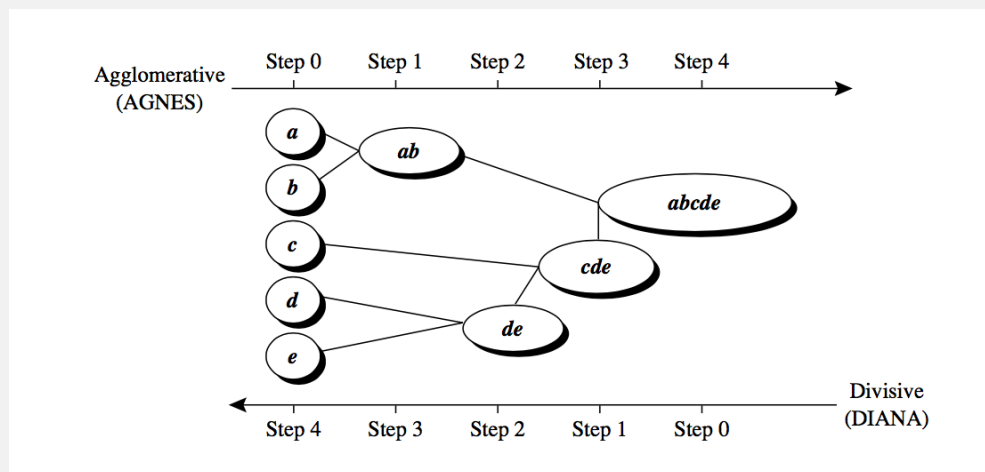 Step 0 Step 1 Step 2 Step 3 Step 4
Agglomerative
(AGNES)
a
ab
b
abcde
c
cde
d
de
e
Divisive
(DIANA)
Step 4 Step 3 Step 2 Step 1 Step 0